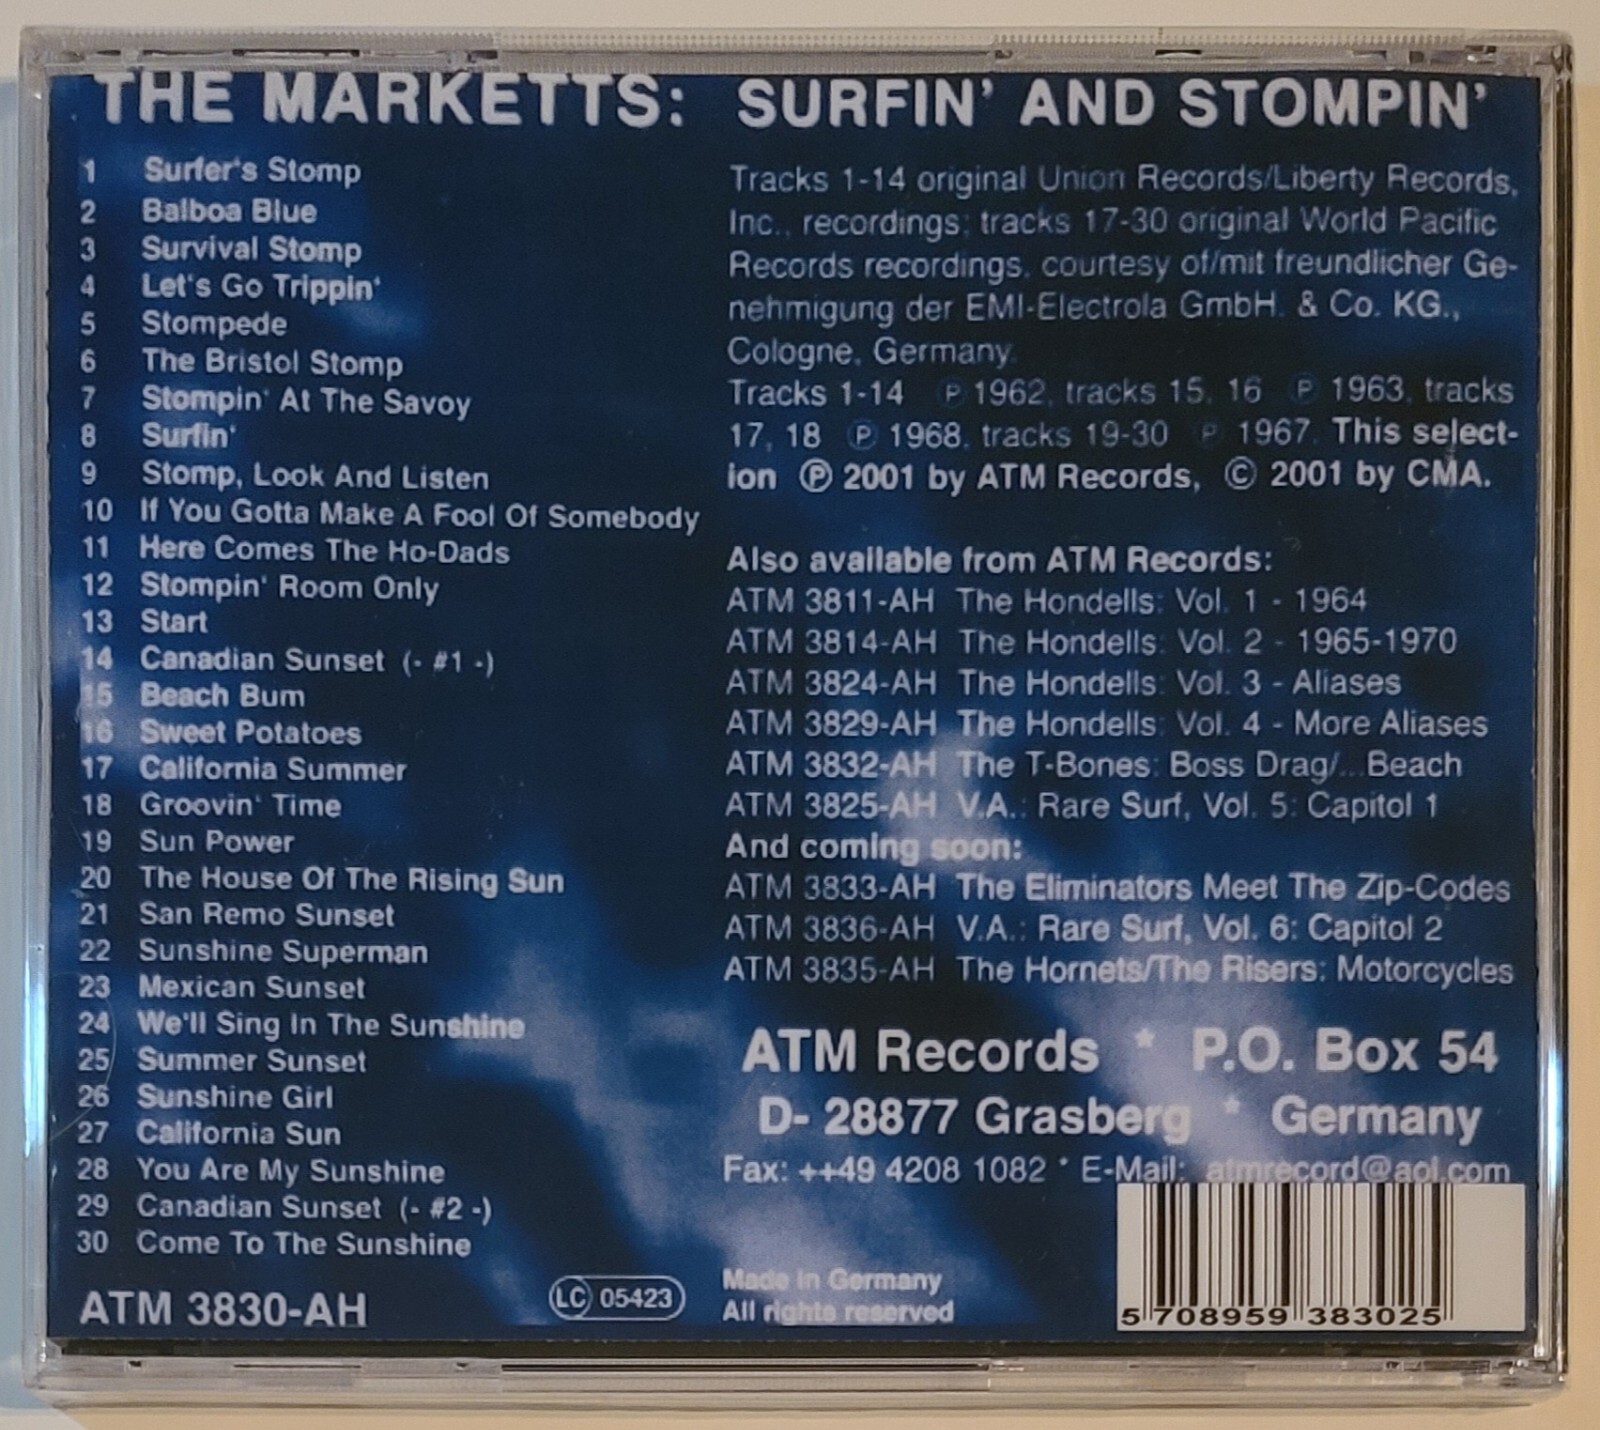 THE MARKETTS: SURFIN' AND STOMPIN'
1 Surfer's Stomp
2 Balboa Blue
3 Survival Stomp
4 Let's Go Trippin'
5 Stompede
6 The Bristol Stomp
7 Stompin' At The Savoy
8 Surfin'
9 Stomp, Look And Listen
10 If You Gotta Make A Fool Of Somebody
11 Here Comes The Ho-Dads
12 Stompin' Room Only
13 Start
14 Canadian Sunset (- #1 -)
15 Beach Bum
16 Sweet Potatoes
17 California Summer
18 Groovin' Time
19 Sun Power
20 The House Of The Rising Sun
21 San Remo Sunset
22 Sunshine Superman
23 Mexican Sunset
24 We'll Sing In The Sunshine
25 Summer Sunset
26 Sunshine Girl
27 California Sun
28 You Are My Sunshine
29 Canadian Sunset (- #2 -)
30 Come To The Sunshine
ATM 3830-AH
LC 05423
Tracks 1-14 original Union Records/Liberty Records,
Inc., recordings; tracks 17-30 original World Pacific
Records recordings, courtesy of/mit freundlicher Ge-
nehmigung der EMI-Electrola GmbH. & Co. KG.,
Cologne, Germany.
Tracks 1-14 ℗ 1962, tracks 15, 16 ℗ 1963, tracks
17, 18 ℗ 1968, tracks 19-30 ℗ 1967. This select-
ion ℗ 2001 by ATM Records, © 2001 by CMA.
Also available from ATM Records:
ATM 3811-AH The Hondells: Vol. 1 - 1964
ATM 3814-AH The Hondells: Vol. 2 - 1965-1970
ATM 3824-AH The Hondells: Vol. 3 - Aliases
ATM 3829-AH The Hondells: Vol. 4 - More Aliases
ATM 3832-AH The T-Bones: Boss Drag/...Beach
ATM 3825-AH V.A.: Rare Surf, Vol. 5: Capitol 1
And coming soon:
ATM 3833-AH The Eliminators Meet The Zip-Codes
ATM 3836-AH V.A.: Rare Surf, Vol. 6: Capitol 2
ATM 3835-AH The Hornets/The Risers: Motorcycles
ATM Records * P.O. Box 54
D- 28877 Grasberg * Germany
Fax: ++49 4208 1082 * E-Mail: atmrecord@aol.com
Made in Germany
All rights reserved
5 708959 383025